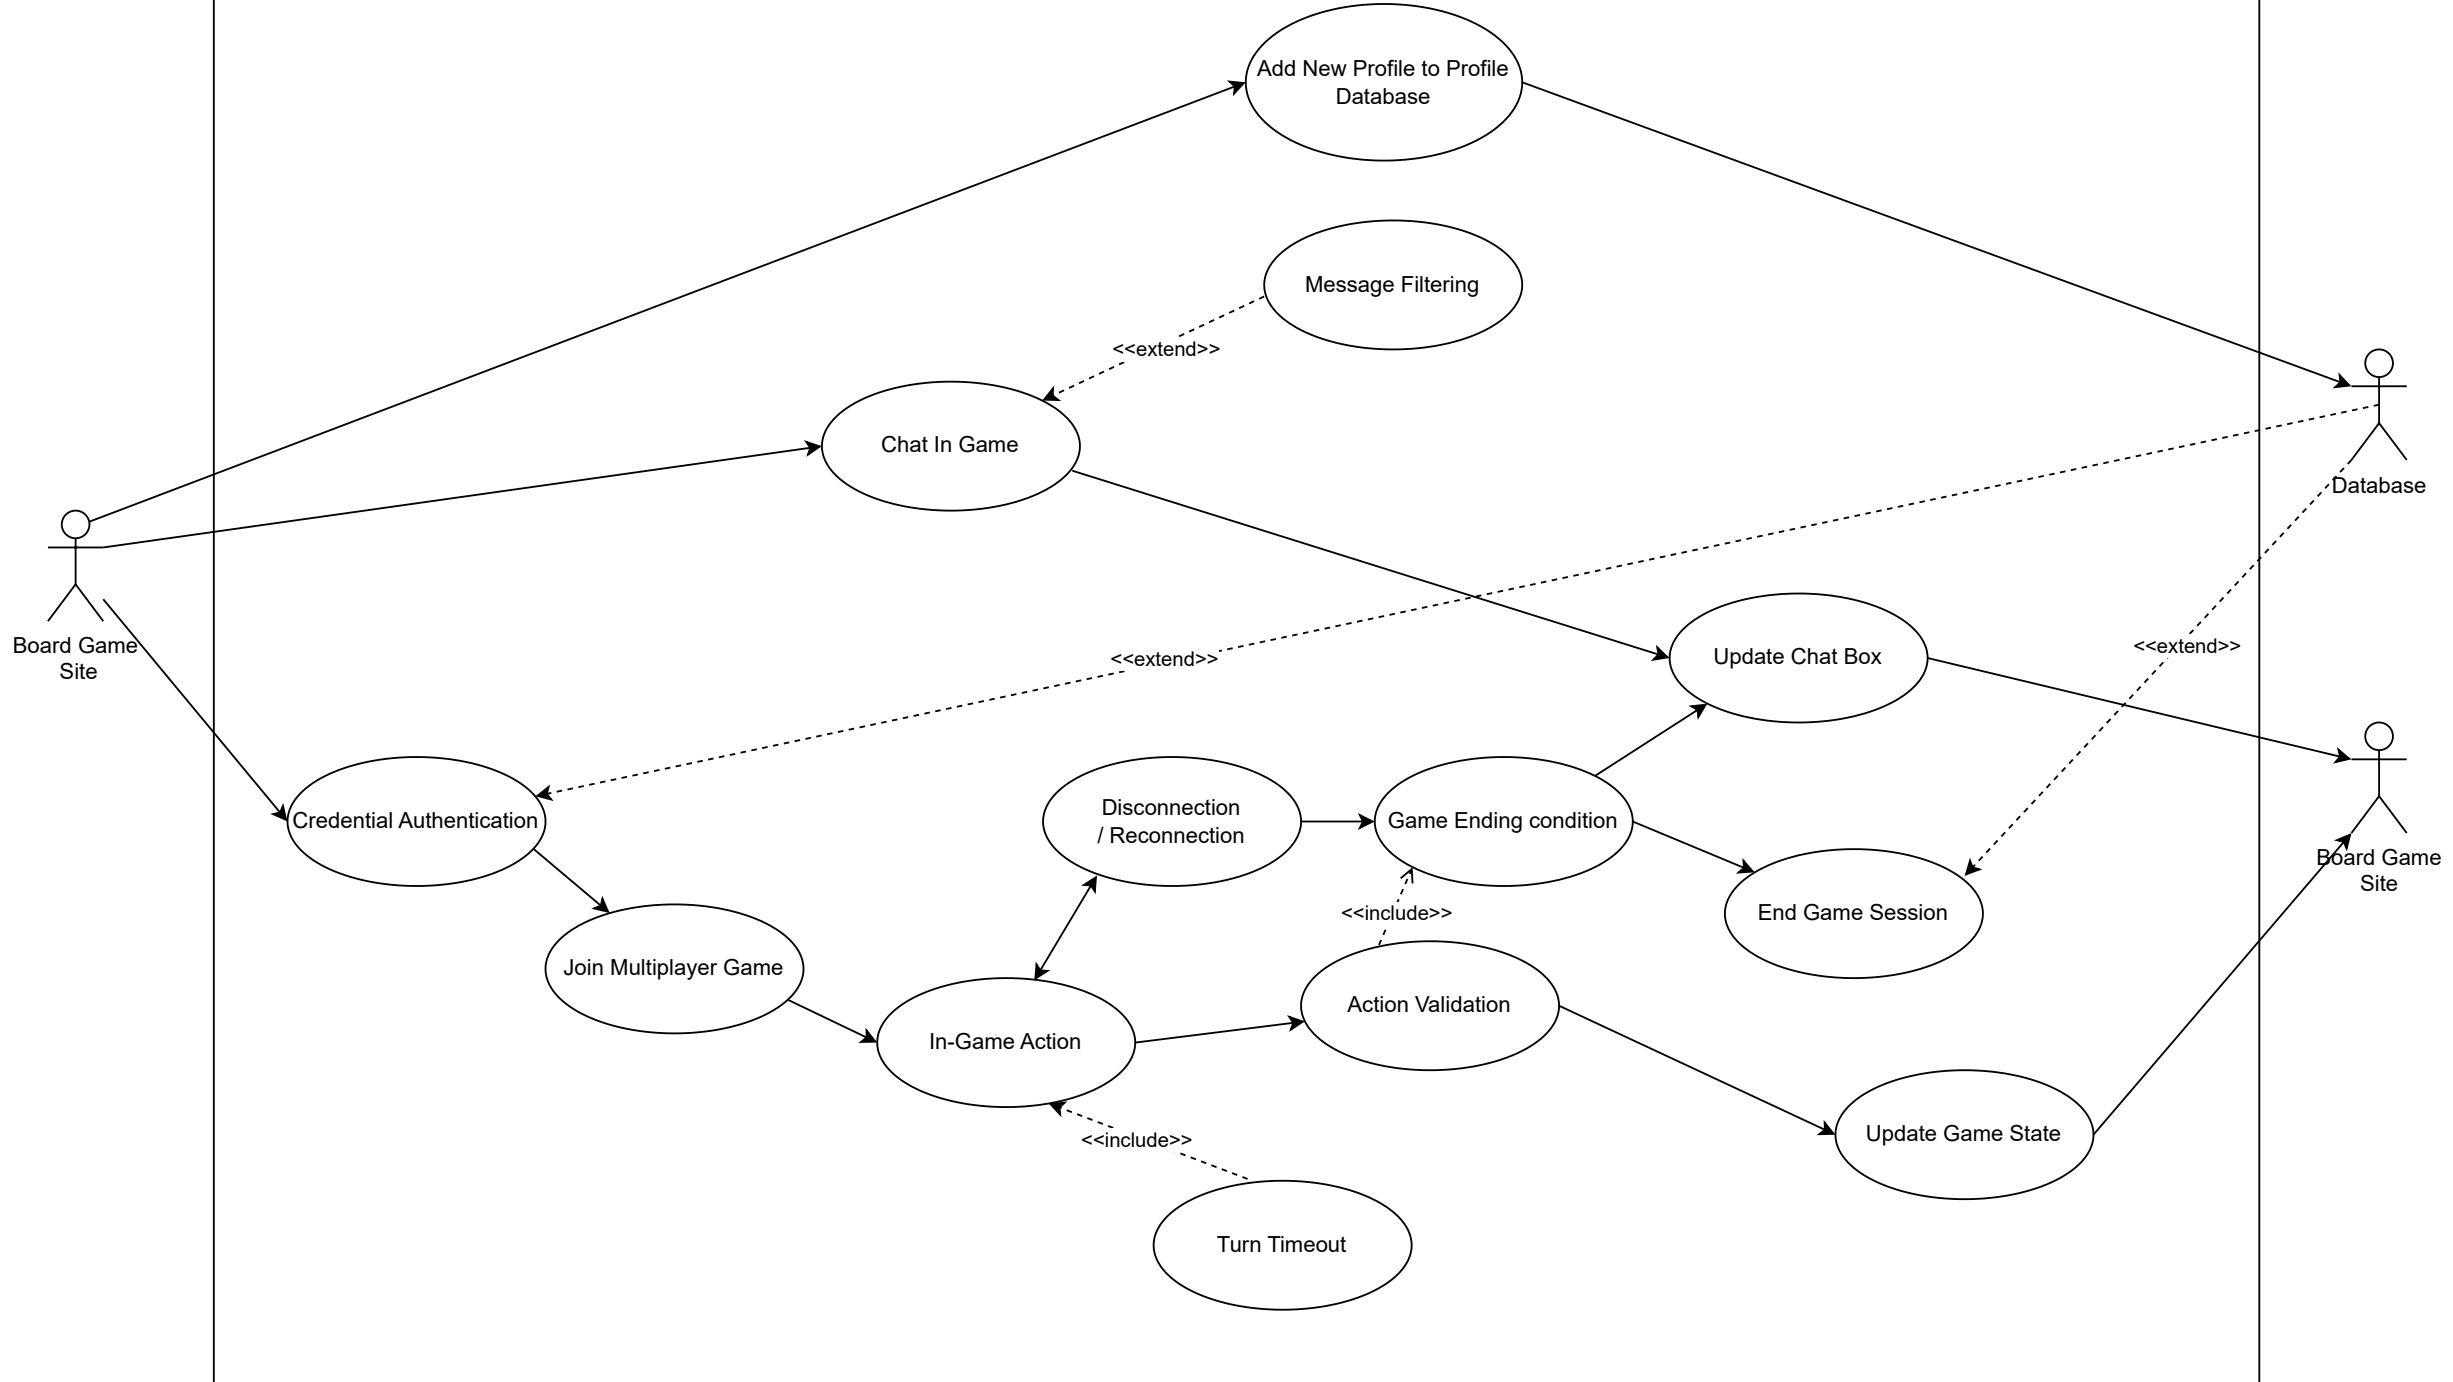 Add New Profile to Profile
Database
Message Filtering
<<extend>>
Chat In Game
Database
Board Game
Site
<<extend>>
<<extend>>
Update Chat Box
Credential Authentication
Disconnection
/ Reconnection
Game Ending condition
Board Game
Site
<<include>>
End Game Session
Join Multiplayer Game
In-Game Action
Action Validation
<<include>>
Update Game State
Turn Timeout